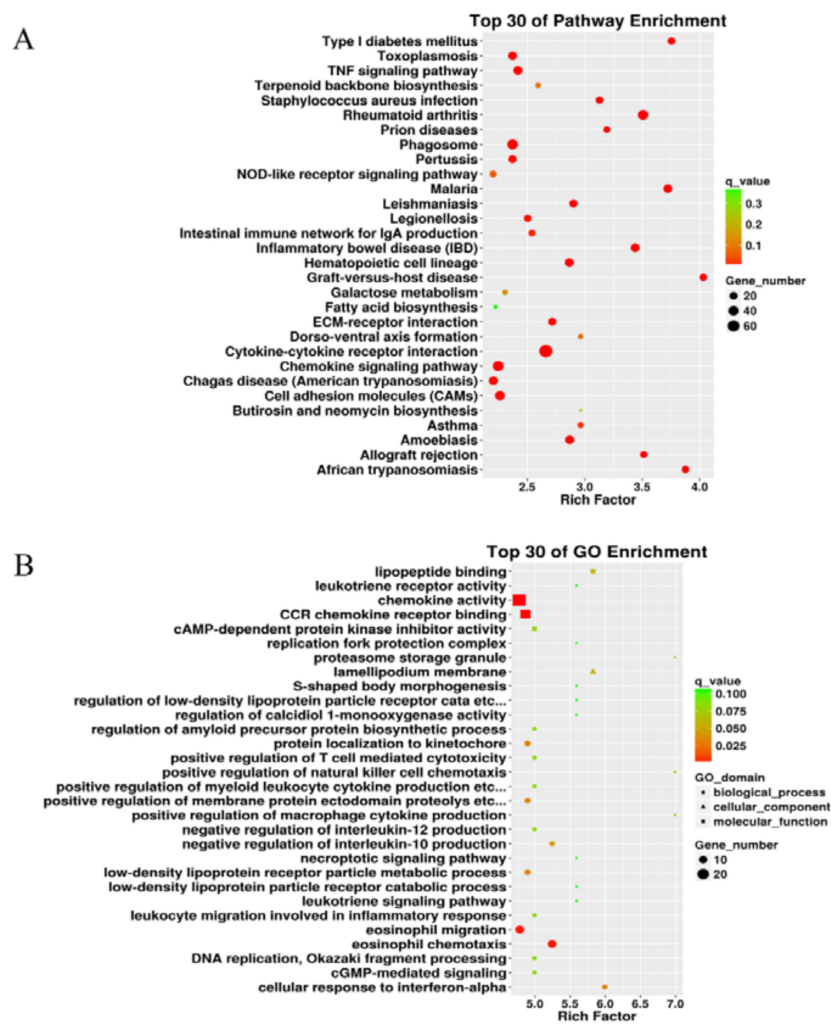 A
Top 30 of Pathway Enrichment
Type I diabetes mellitus
Toxoplasmosis
TNF signaling pathway
Terpenoid backbone biosynthesis
Staphylococcus aureus infection
Rheumatoid arthritis
Prion diseases
Phagosome
Pertussis
NOD-like receptor signaling pathway
Malaria
Leishmaniasis
Legionellosis
Intestinal immune network for IgA production
Inflammatory bowel disease (IBD)
Hematopoietic cell lineage
Graft-versus-host disease
Galactose metabolism
Fatty acid biosynthesis
ECM-receptor interaction
Dorso-ventral axis formation
Cytokine-cytokine receptor interaction
Chemokine signaling pathway
Chagas disease (American trypanosomiasis)
Cell adhesion molecules (CAMs)
Butirosin and neomycin biosynthesis
Asthma
Amoebiasis
Allograft rejection
African trypanosomiasis
2.5 3.0 3.5 4.0
Rich Factor
q_value
0.3
0.2
0.1
Gene_number
20
40
60
B
Top 30 of GO Enrichment
lipopeptide binding
leukotriene receptor activity
chemokine activity
CCR chemokine receptor binding
cAMP-dependent protein kinase inhibitor activity
replication fork protection complex
proteasome storage granule
lamellipodium membrane
S-shaped body morphogenesis
regulation of low-density lipoprotein particle receptor cata etc...
regulation of calcidiol 1-monooxygenase activity
regulation of amyloid precursor protein biosynthetic process
protein localization to kinetochore
positive regulation of T cell mediated cytotoxicity
positive regulation of natural killer cell chemotaxis
positive regulation of myeloid leukocyte cytokine production etc...
positive regulation of membrane protein ectodomain proteolys etc...
positive regulation of macrophage cytokine production
negative regulation of interleukin-12 production
negative regulation of interleukin-10 production
necroptotic signaling pathway
low-density lipoprotein receptor particle metabolic process
low-density lipoprotein particle receptor catabolic process
leukotriene signaling pathway
leukocyte migration involved in inflammatory response
eosinophil migration
eosinophil chemotaxis
DNA replication, Okazaki fragment processing
cGMP-mediated signaling
cellular response to interferon-alpha
5.0 5.5 6.0 6.5 7.0
Rich Factor
q_value
0.100
0.075
0.050
0.025
GO_domain
biological_process
cellular_component
molecular_function
Gene_number
10
20